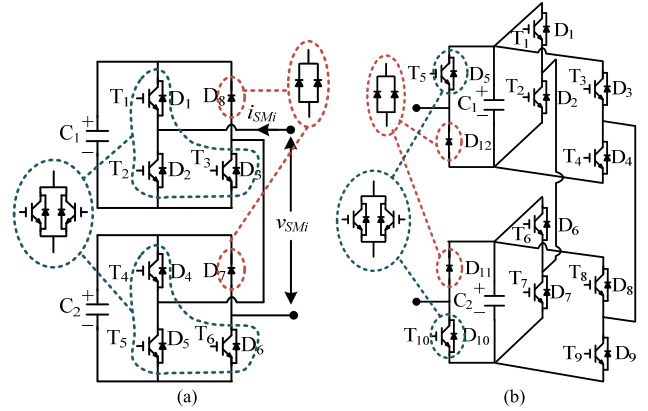 (a)
T1 D1 D8
iSMi
C1 + −
T2 D2 T3 D3
vSMi
T4 D4 D7
C2 + −
T5 D5 T6 D6
(b)
T1 D1
T5 D5
T3 D3
C1 + −
T2 D2
D12
T4 D4
T6 D6
D11
T8 D8
C2 + −
T7 D7
T10 D10
T9 D9